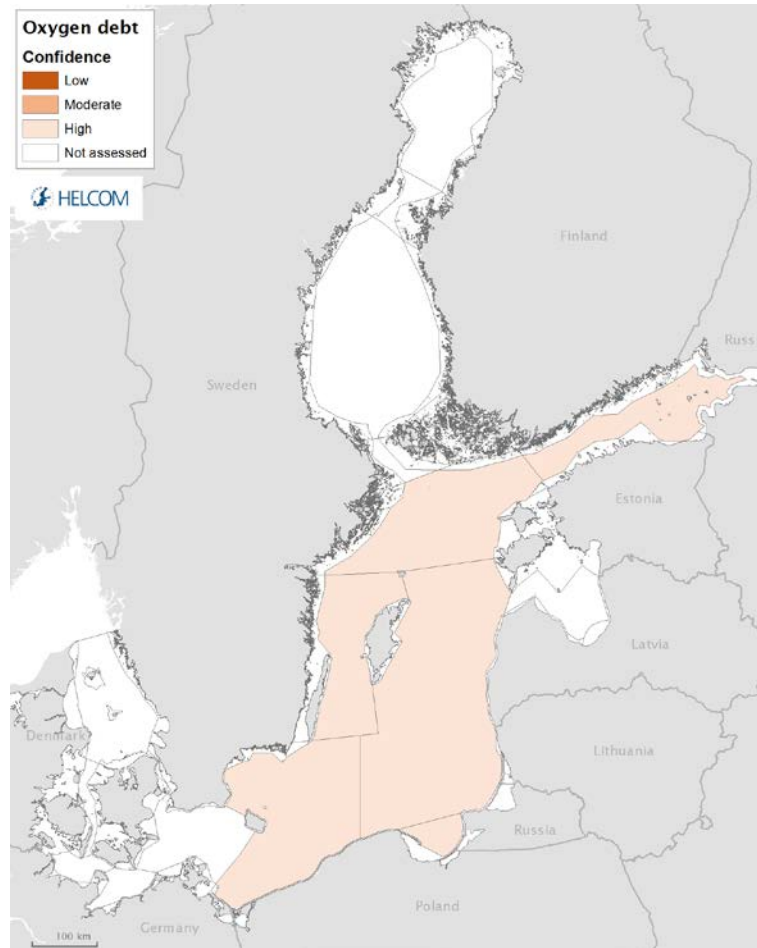 Oxygen debt
Confidence
Low
Moderate
High
Not assessed
HELCOM
Finland
Russ
Sweden
Estonia
Latvia
Denmark
Lithuania
Russia
Poland
Germany
100 km